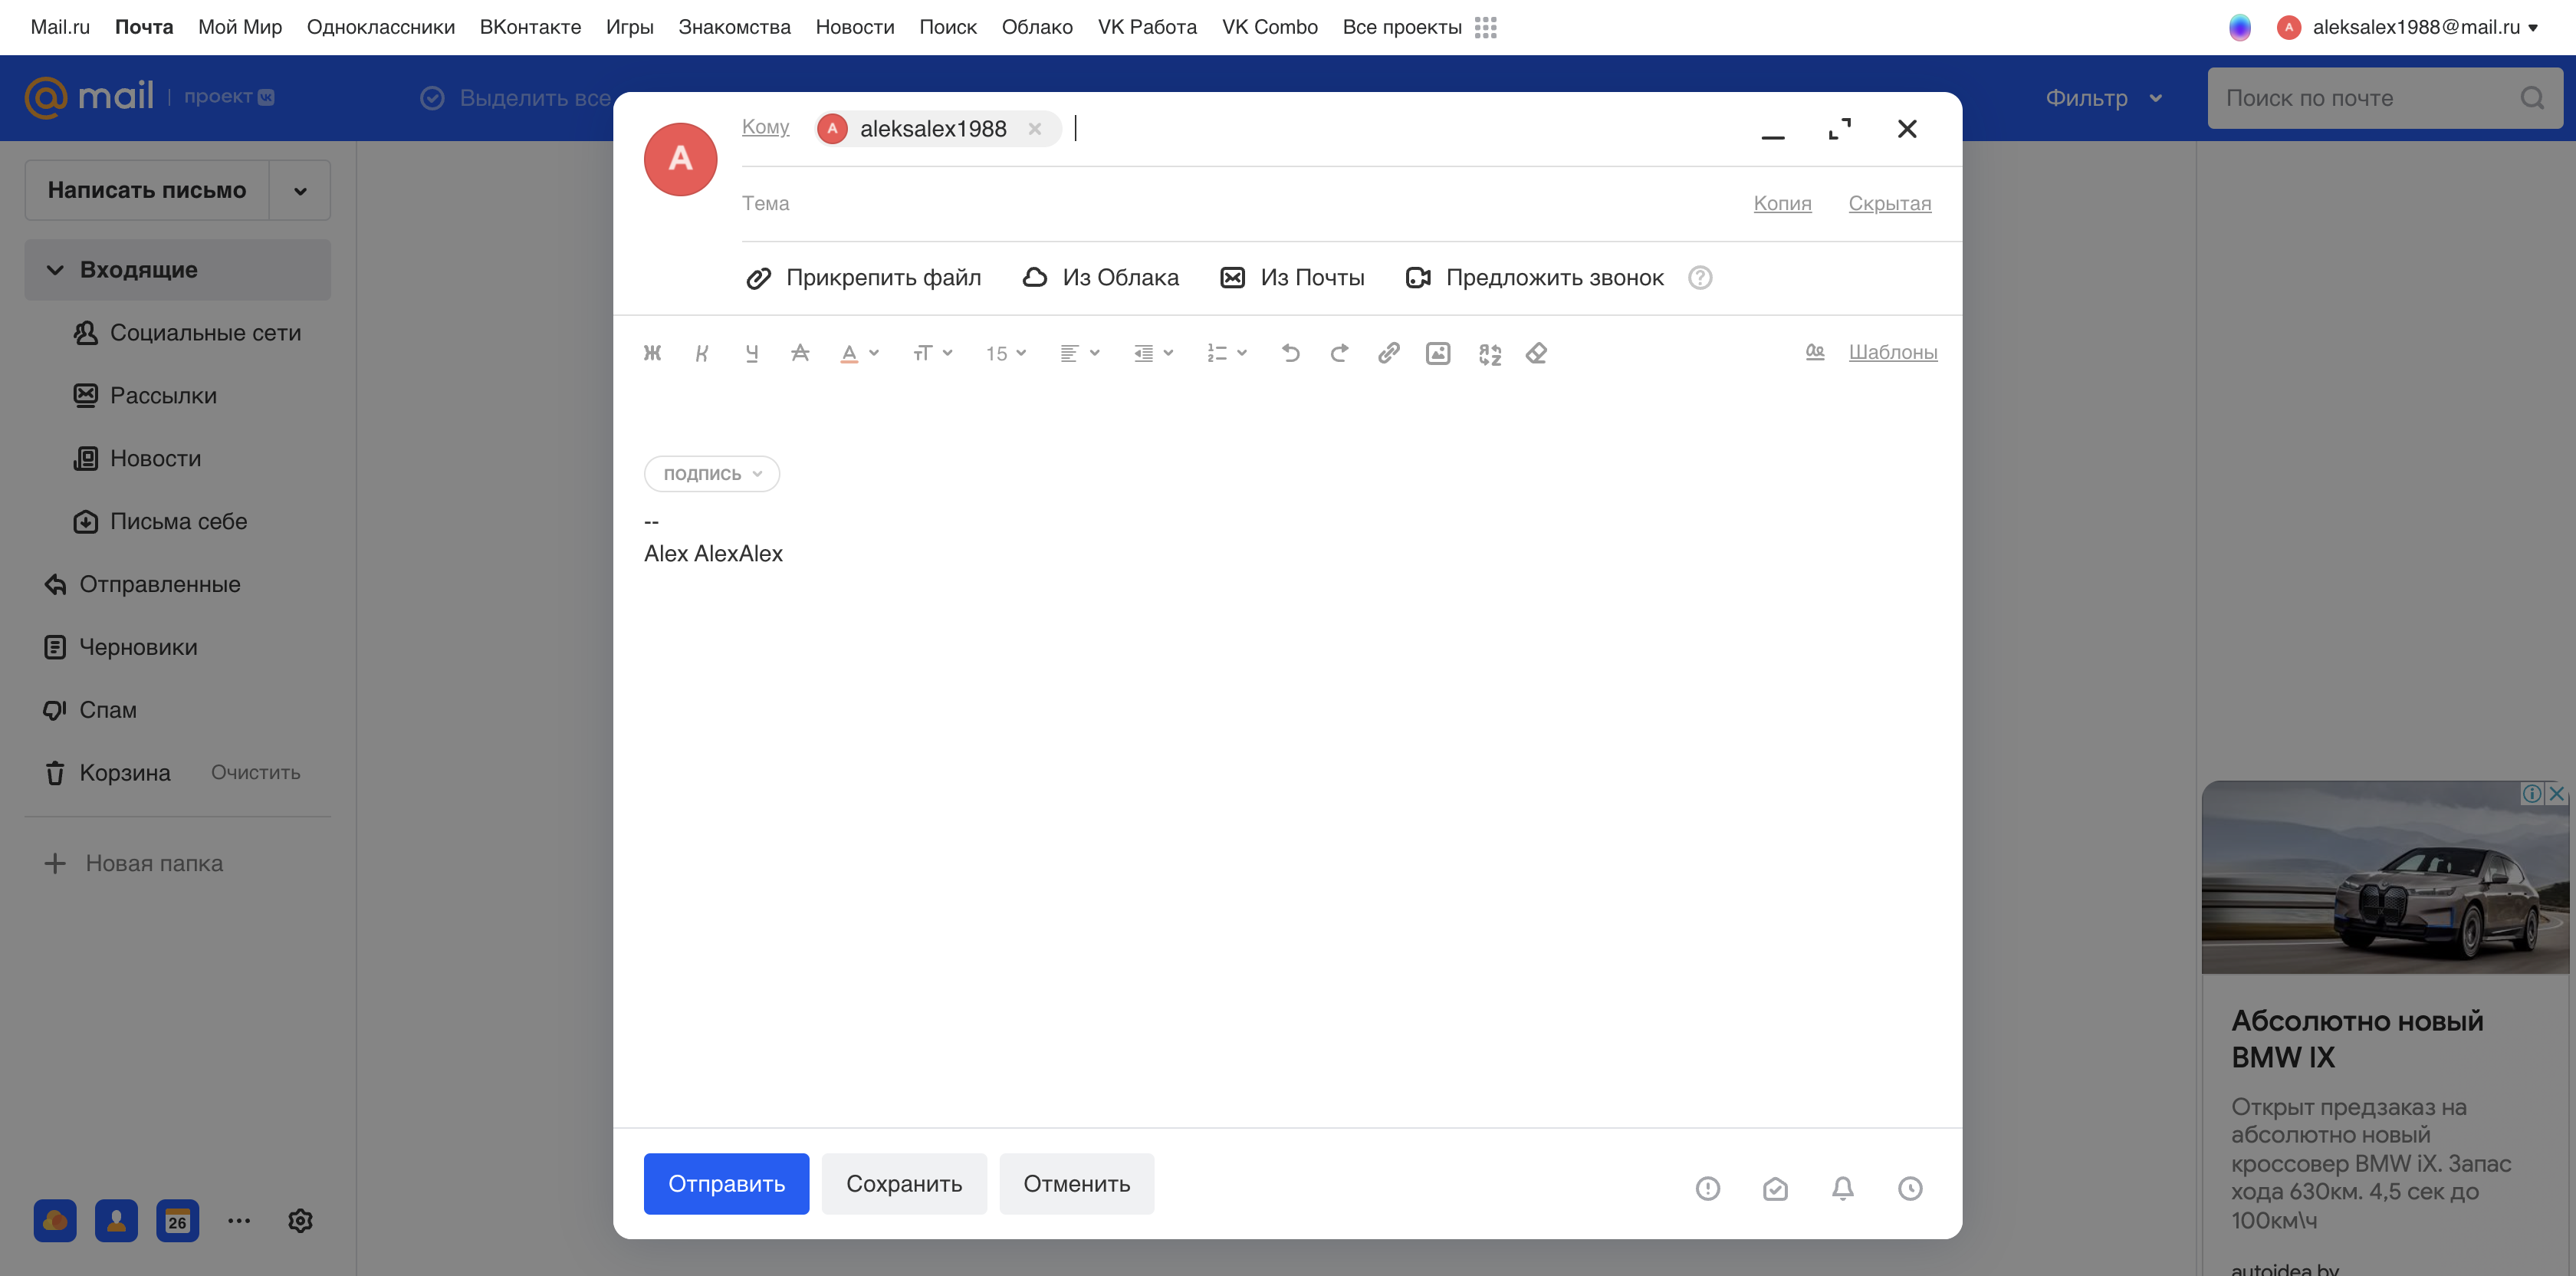 Mail.ru Почта Мой Мир Одноклассники ВКонтакте Игры Знакомства Новости Поиск Облако VK Работа VK Combo Все проекты
A aleksalex1988@mail.ru
@mail | проект
Выделить все
Фильтр
Поиск по почте
Написать письмо
Входящие
Социальные сети
Рассылки
Новости
Письма себе
Отправленные
Черновики
Спам
Корзина Очистить
Новая папка
26
A
Кому A aleksalex1988
Тема Копия Скрытая
Прикрепить файл Из Облака Из Почты Предложить звонок ?
Ж К Ч А А тТ 15 Шаблоны
ПОДПИСЬ
--
Alex AlexAlex
Отправить Сохранить Отменить
Абсолютно новый
BMW IX
Открыт предзаказ на
абсолютно новый
кроссовер BMW iX. Запас
хода 630км. 4,5 сек до
100км\ч
autoidea.by